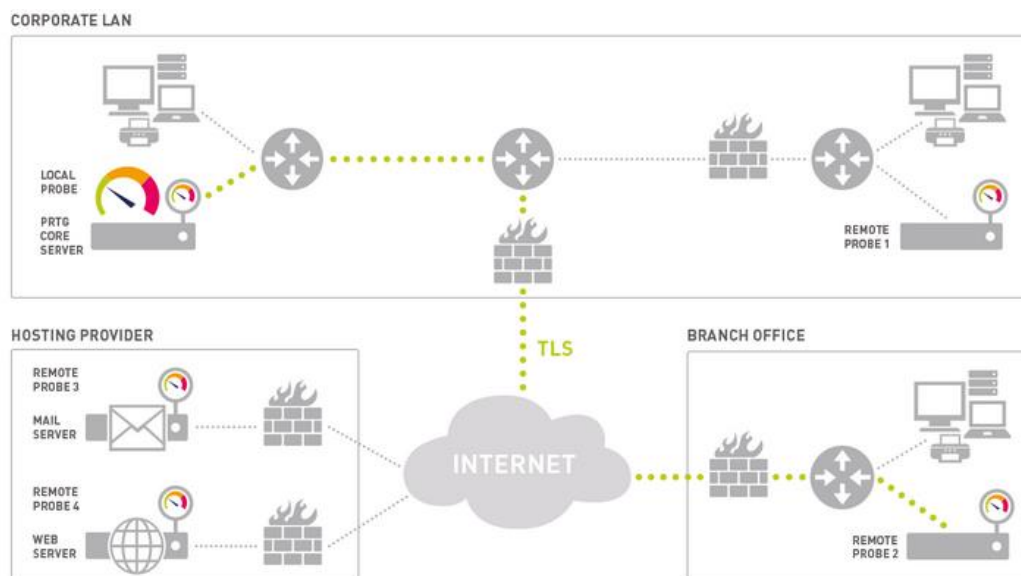 CORPORATE LAN
LOCAL
PROBE
PRTG
CORE
SERVER
REMOTE
PROBE 1
HOSTING PROVIDER
TLS
BRANCH OFFICE
REMOTE
PROBE 3
MAIL
SERVER
INTERNET
REMOTE
PROBE 4
WEB
SERVER
REMOTE
PROBE 2